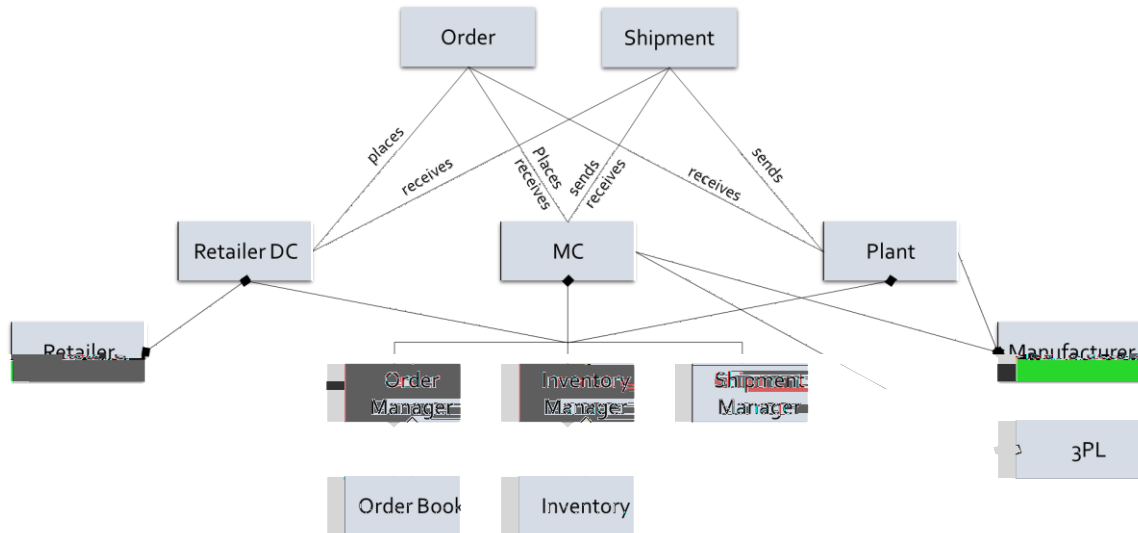 Order
Shipment
places
receives
Places
receives
sends
receives
receives
sends
Retailer DC
MC
Plant
Retailer
Manufacturer
Order
Manager
Inventory
Manager
Shipment
Manager
3PL
Order Book
Inventory